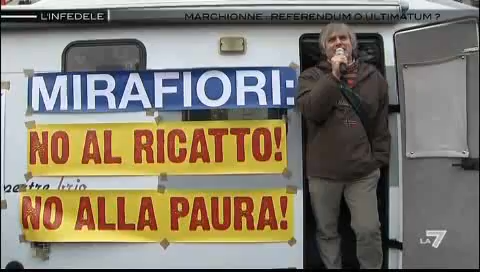 L'INFEDELE
MARCHIONNE: REFERENDUM O ULTIMATUM?
MIRAFIORI:
NO AL RICATTO!
NO ALLA PAURA!
LA7